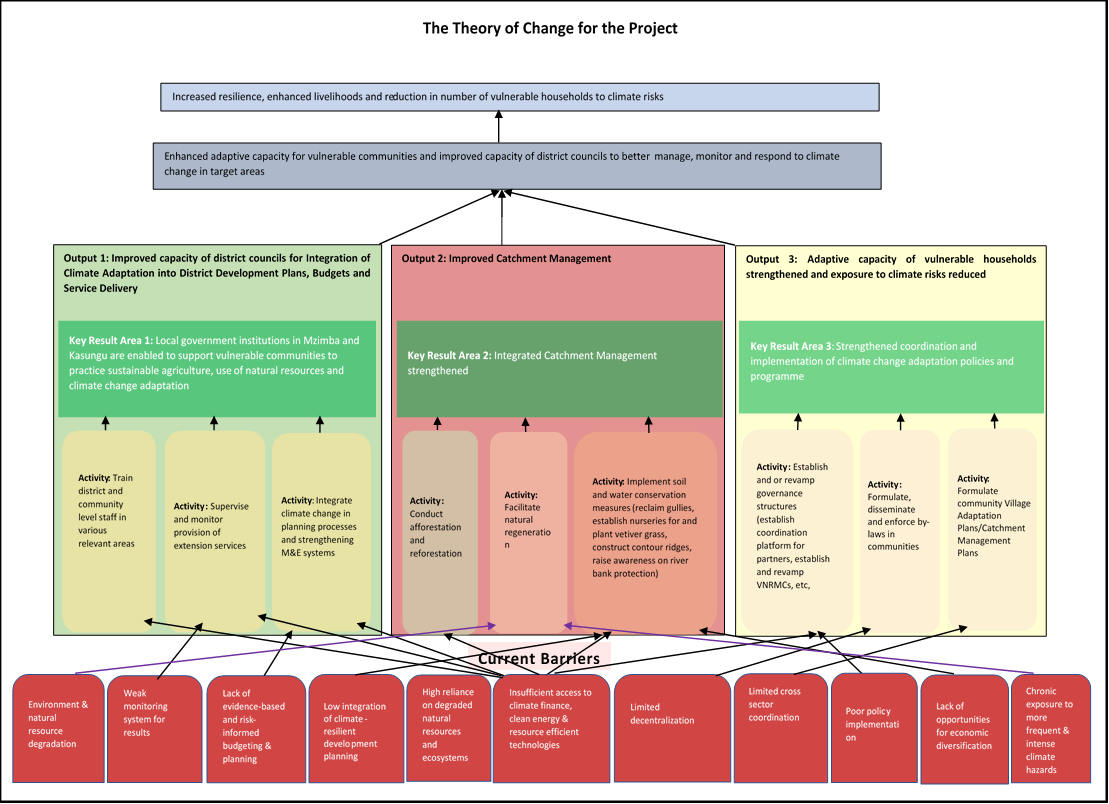 The Theory of Change for the Project
Increased resilience, enhanced livelihoods and reduction in number of vulnerable households to climate risks
Enhanced adaptive capacity for vulnerable communities and improved capacity of district councils to better manage, monitor and respond to climate
change in target areas
Output 1: Improved capacity of district councils for Integration of
Climate Adaptation into District Development Plans, Budgets and
Service Delivery
Key Result Area 1: Local government institutions in Mzimba and
Kasungu are enabled to support vulnerable communities to
practice sustainable agriculture, use of natural resources and
climate change adaptation
Activity: Train
district and
community
level staff in
various
relevant areas
Activity: Supervise
and monitor
provision of
extension services
Activity: Integrate
climate change in
planning processes
and strengthening
M&E systems
Output 2: Improved Catchment Management
Key Result Area 2: Integrated Catchment Management
strengthened
Activity:
Conduct
afforestation
and
reforestation
Activity:
Facilitate
natural
regeneratio
n
Activity: Implement soil
and water conservation
measures (reclaim gullies,
establish nurseries for and
plant vetiver grass,
construct contour ridges,
raise awareness on river
bank protection)
Output 3: Adaptive capacity of vulnerable households
strengthened and exposure to climate risks reduced
Key Result Area 3: Strengthened coordination and
implementation of climate change adaptation policies and
programme
Activity: Establish
and or revamp
governance
structures
(establish
coordination
platform for
partners, establish
and revamp
VNRMCs, etc,
Activity:
Formulate,
disseminate
and enforce by-
laws in
communities
Activity:
Formulate
community Village
Adaptation
Plans/Catchment
Management
Plans
Current Barriers
Environment &
natural
resource
degradation
Weak
monitoring
system for
results
Lack of
evidence-based
and risk-
informed
budgeting &
planning
Low integration
of climate-
resilient
development
planning
High reliance
on degraded
natural
resources
and
ecosystems
Insufficient access to
climate finance,
clean energy &
resource efficient
technologies
Limited
decentralization
Limited cross
sector
coordination
Poor policy
implementati
on
Lack of
opportunities
for economic
diversification
Chronic
exposure to
more
frequent &
intense
climate
hazards